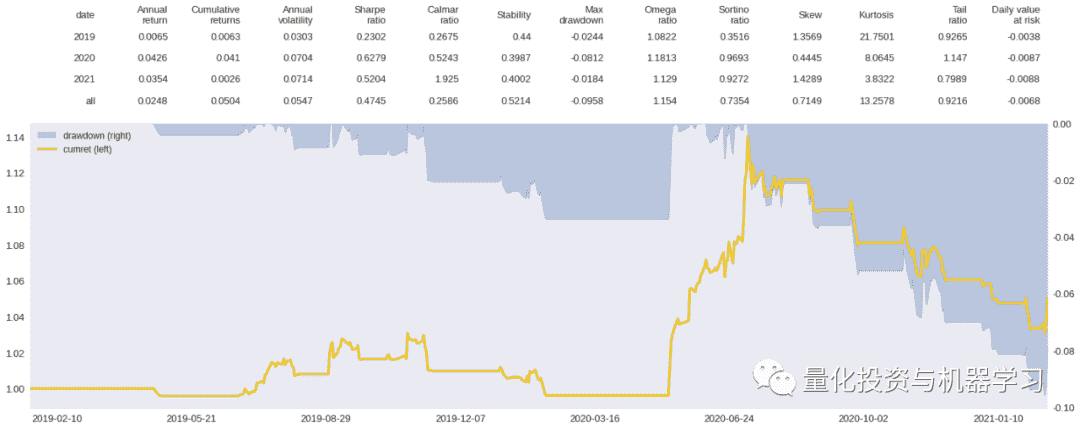 date Annual return Cumulative returns Annual volatility Sharpe ratio Calmar ratio Stability Max drawdown Omega ratio Sortino ratio Skew Kurtosis Tail ratio Daily value at risk
2019 0.0065 0.0063 0.0303 0.2302 0.2675 0.44 -0.0244 1.0822 0.3516 1.3569 21.7501 0.9265 -0.0038
2020 0.0426 0.041 0.0704 0.6279 0.5243 0.3987 -0.0812 1.1813 0.9693 0.4445 8.0645 1.147 -0.0087
2021 0.0354 0.0026 0.0714 0.5204 1.925 0.4002 -0.0184 1.129 0.9272 1.4289 3.8322 0.7989 -0.0088
all 0.0248 0.0504 0.0547 0.4745 0.2586 0.5214 -0.0958 1.154 0.7354 0.7149 13.2578 0.9216 -0.0068
drawdown (right)
cumret (left)
1.14
1.12
1.10
1.08
1.06
1.04
1.02
1.00
0.00
-0.02
-0.04
-0.06
-0.08
-0.10
量化投资与机器学习
2019-02-10 2019-05-21 2019-08-29 2019-12-07 2020-03-16 2020-06-24 2020-10-02 2021-01-10